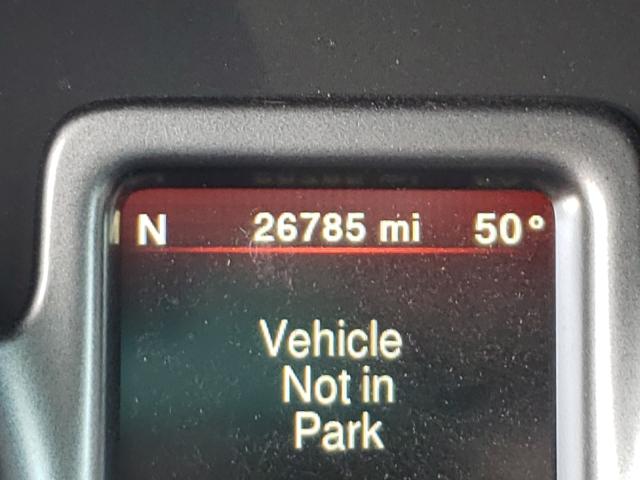 N 26785 mi 50°
Vehicle
Not in
Park